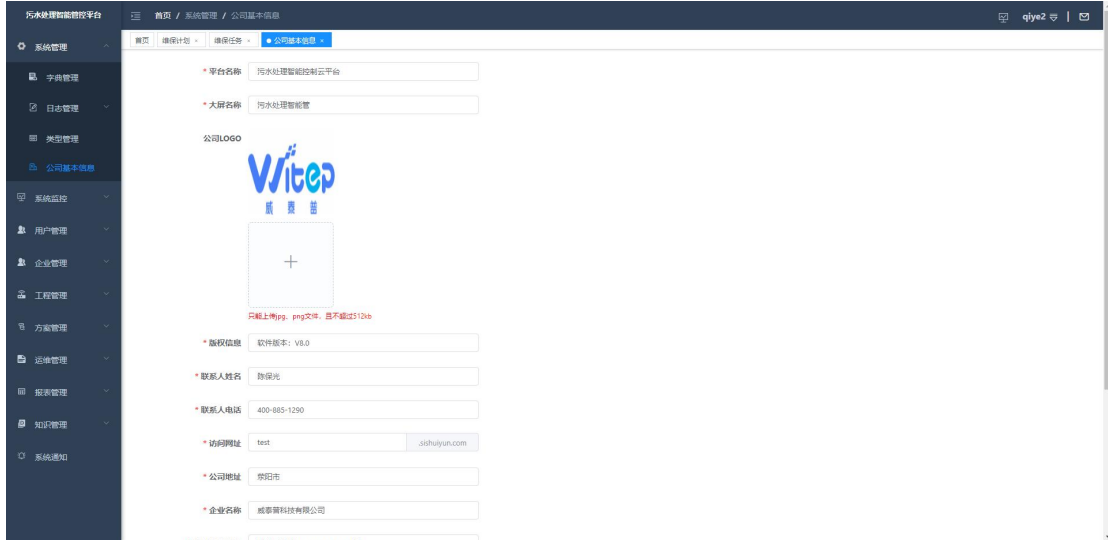 污水处理智能管控平台
首页 / 系统管理 / 公司基本信息
qiye2
首页
维保计划 ×
维保任务 ×
公司基本信息 ×
系统管理
字典管理
日志管理
类型管理
公司基本信息
系统监控
用户管理
企业管理
工程管理
方案管理
运维管理
报表管理
知识管理
系统通知
* 平台名称 污水处理智能控制云平台
* 大屏名称 污水处理智能管
公司LOGO
Witep
威泰普
只能上传jpg、png文件，且不超过512kb
* 版权信息 软件版本：V8.0
* 联系人姓名 陈保光
* 联系人电话 400-885-1290
* 访问网址 test .sishuiyun.com
* 公司地址 荥阳市
* 企业名称 威泰普科技有限公司